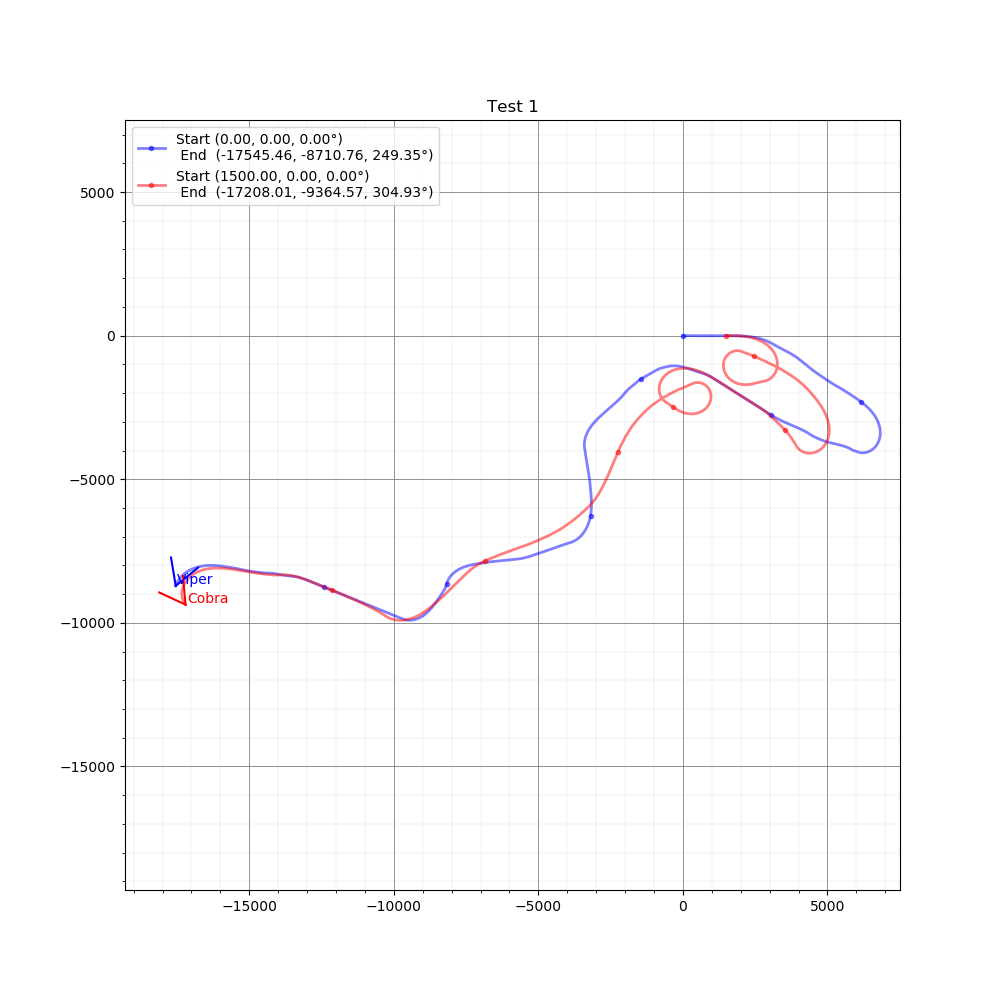 Test 1
Start (0.00, 0.00, 0.00°)
End  (-17545.46, -8710.76, 249.35°)
Start (1500.00, 0.00, 0.00°)
End  (-17208.01, -9364.57, 304.93°)
5000
0
−5000
−10000
−15000
Viper
Cobra
−15000
−10000
−5000
0
5000